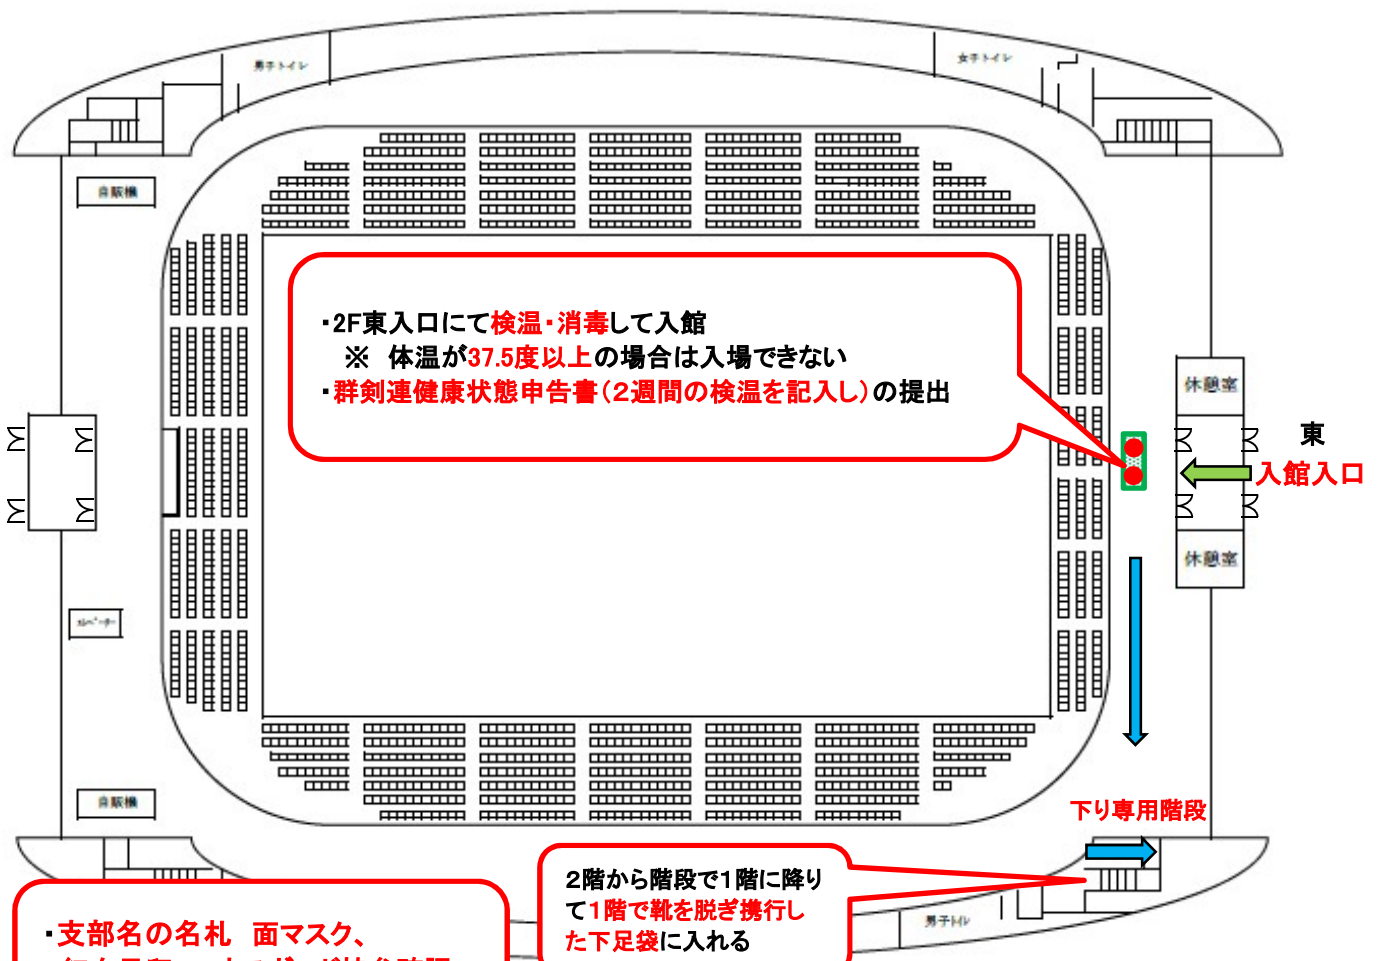 男子トイレ
女子トイレ
自販機
・2F東入口にて検温・消毒して入館
※ 体温が37.5度以上の場合は入場できない
・群剣連健康状態申告書（２週間の検温を記入し）の提出
休憩室
東
入館入口
休憩室
エレベーター
自販機
下り専用階段
２階から階段で１階に降り
て１階で靴を脱ぎ携行し
た下足袋に入れる
男子トイレ
・支部名の名札 面マスク、